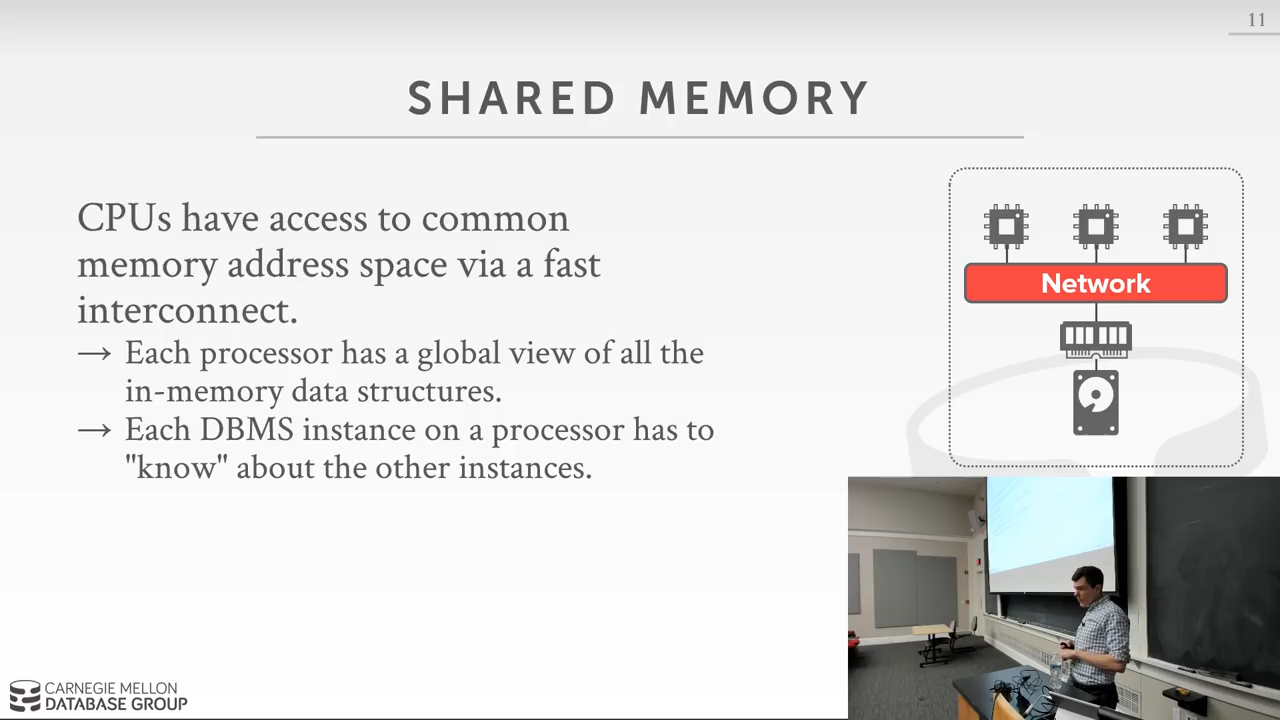 11
SHARED MEMORY
CPUs have access to common
memory address space via a fast
interconnect.
→ Each processor has a global view of all the
in-memory data structures.
→ Each DBMS instance on a processor has to
"know" about the other instances.
Network
CARNEGIE MELLON
DATABASE GROUP